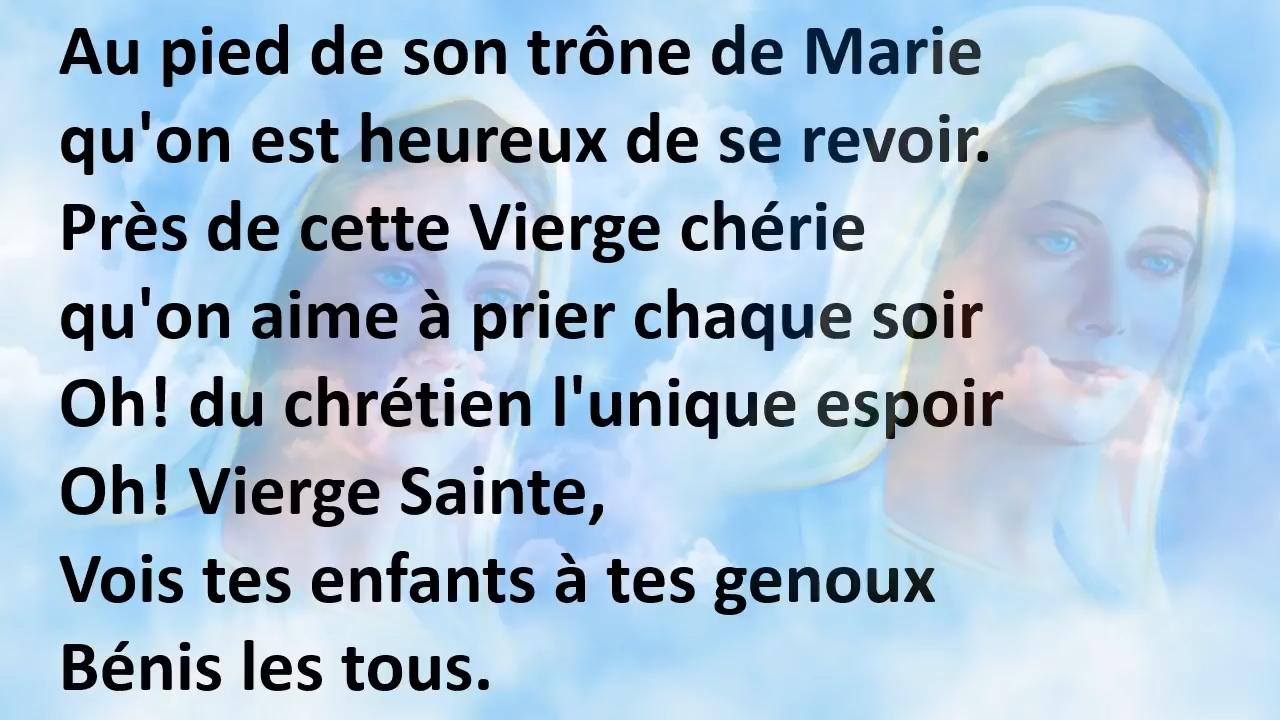 Au pied de son trône de Marie
qu'on est heureux de se revoir.
Près de cette Vierge chérie
qu'on aime à prier chaque soir
Oh! du chrétien l'unique espoir
Oh! Vierge Sainte,
Vois tes enfants à tes genoux
Bénis les tous.